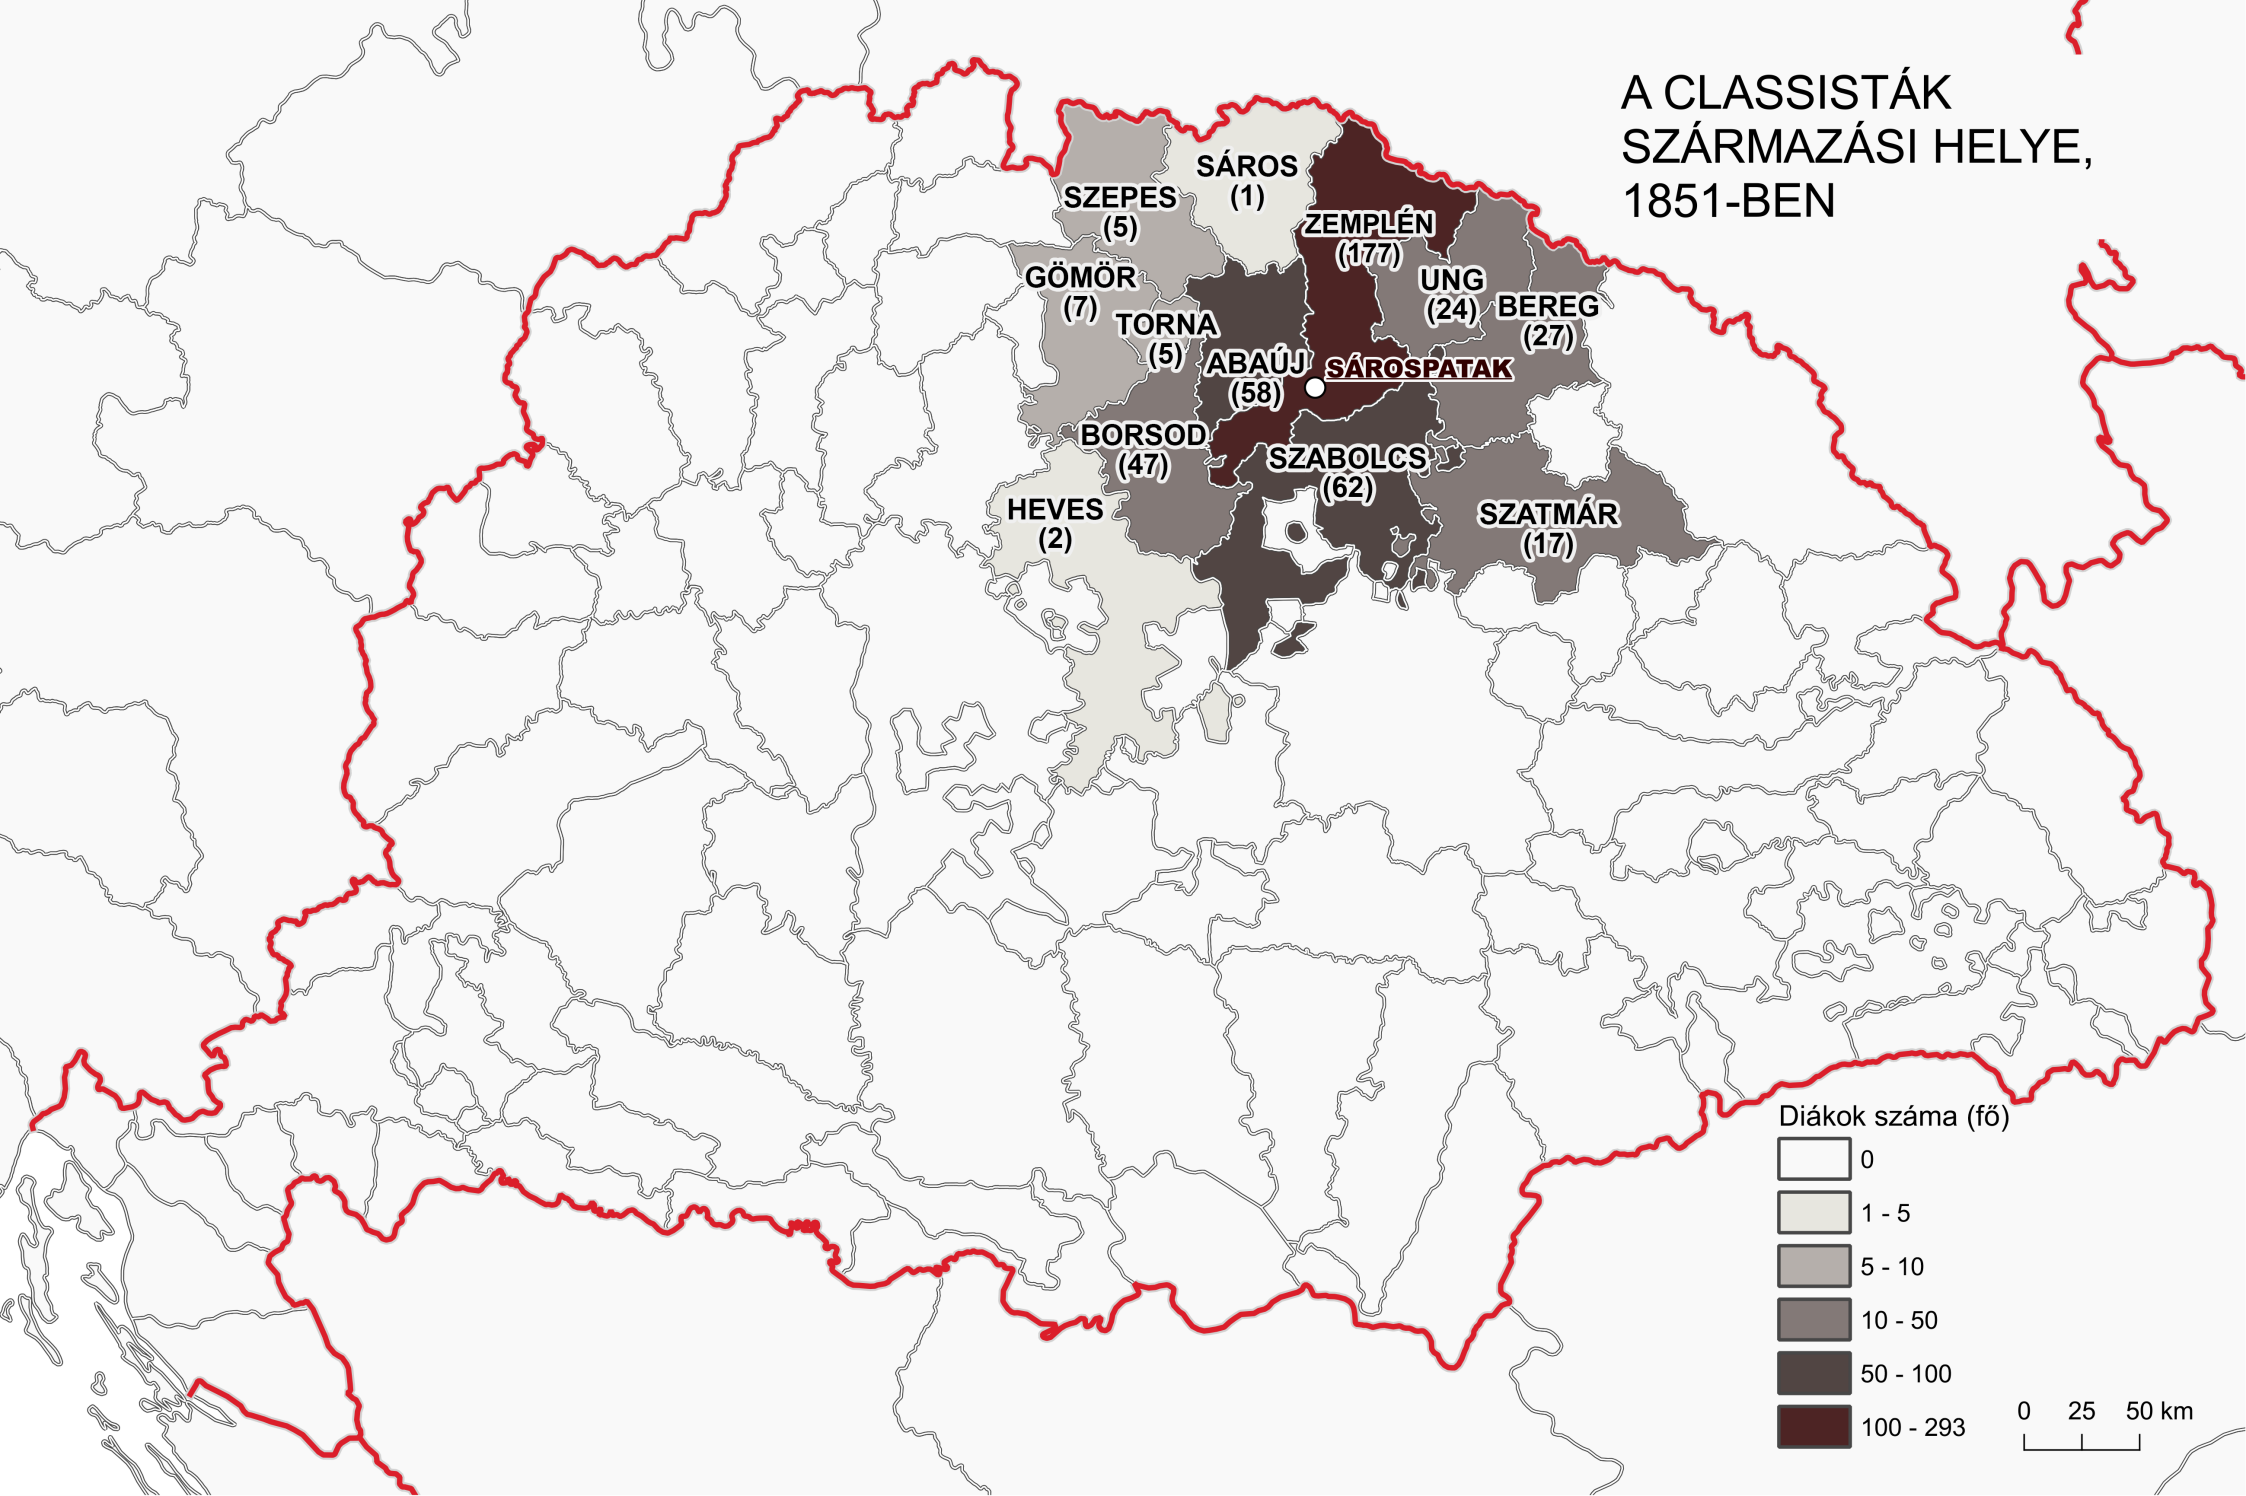 A CLASSISTÁK
SZÁRMAZÁSI HELYE,
1851-BEN
SÁROS
(1)
SZEPES
(5)
ZEMPLÉN
(177)
GÖMÖR
(7)
UNG
(24)
BEREG
(27)
TORNA
(5)
ABAÚJ
(58)
SÁROSPATAK
BORSOD
(47)
SZABOLCS
(62)
HEVES
(2)
SZATMÁR
(17)
Diákok száma (fő)
0
1 - 5
5 - 10
10 - 50
50 - 100
100 - 293
0 25 50 km